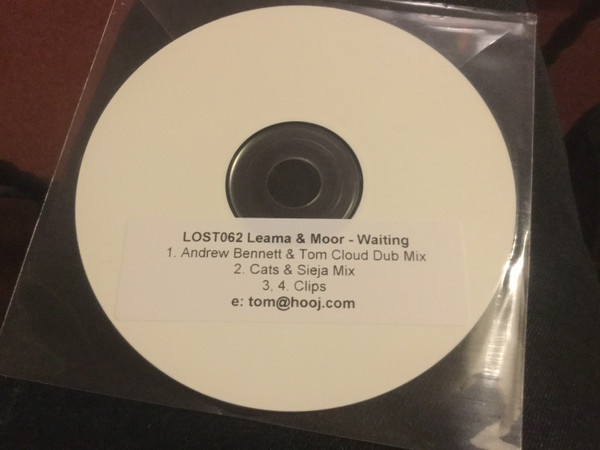 LOST062 Leama & Moor - Waiting
1. Andrew Bennett & Tom Cloud Dub Mix
2. Cats & Sieja Mix
3, 4. Clips
e: tom@hooj.com